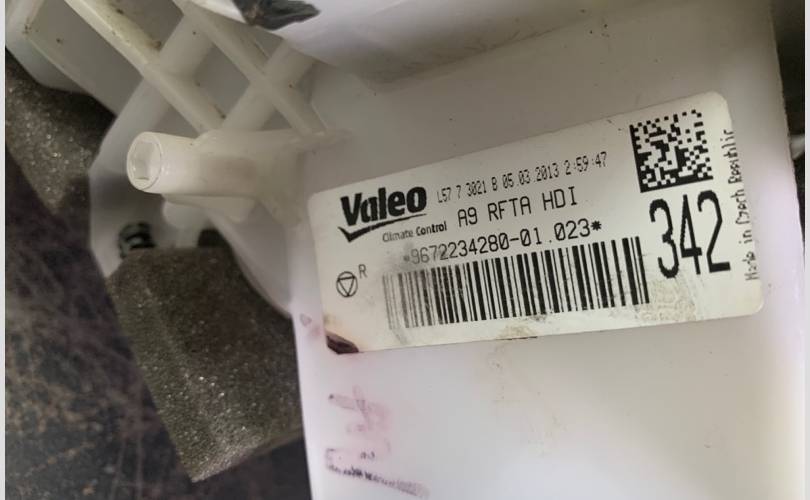 Valeo
Climate Control
L57 7 3021 B 05.03.2013 2:59:47
A9 RFTA HDI
*9672234280-01.023*
R
342
Made in Czech Republic